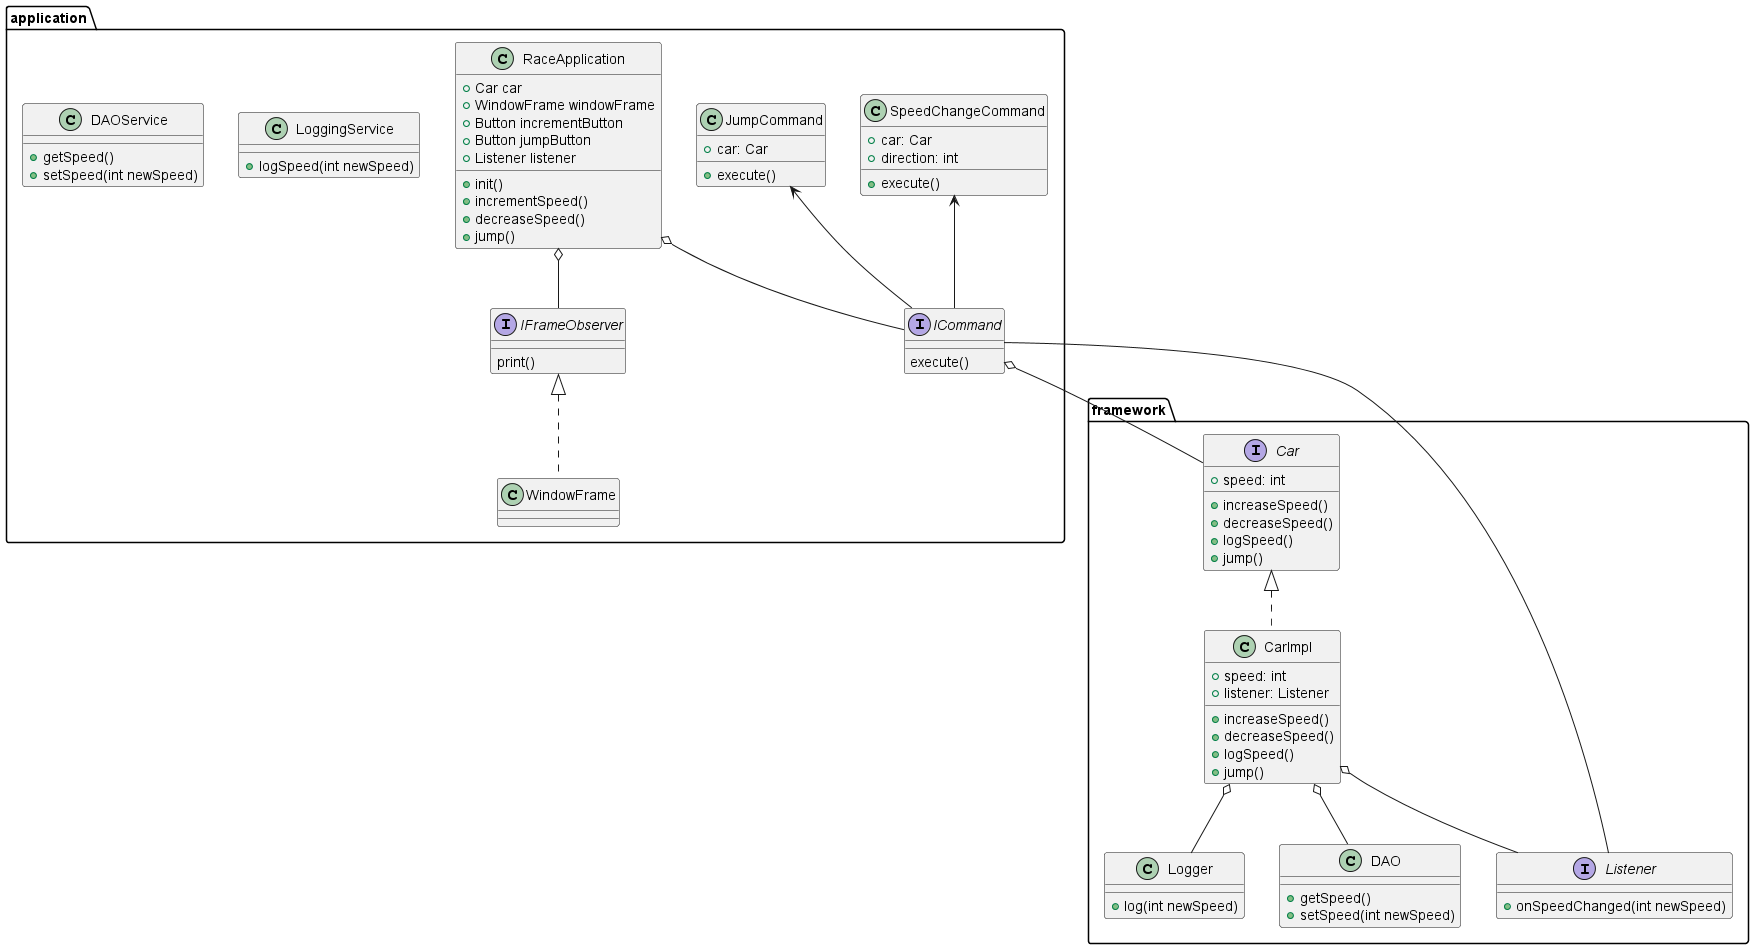 application
C RaceApplication
Car car
WindowFrame windowFrame
Button incrementButton
Button jumpButton
Listener listener
init()
incrementSpeed()
decreaseSpeed()
jump()
C DAOService
getSpeed()
setSpeed(int newSpeed)
C LoggingService
logSpeed(int newSpeed)
C JumpCommand
car: Car
execute()
C SpeedChangeCommand
car: Car
direction: int
execute()
I IFrameObserver
print()
I ICommand
execute()
C WindowFrame
framework
I Car
speed: int
increaseSpeed()
decreaseSpeed()
logSpeed()
jump()
C CarImpl
speed: int
listener: Listener
increaseSpeed()
decreaseSpeed()
logSpeed()
jump()
C Logger
log(int newSpeed)
C DAO
getSpeed()
setSpeed(int newSpeed)
I Listener
onSpeedChanged(int newSpeed)